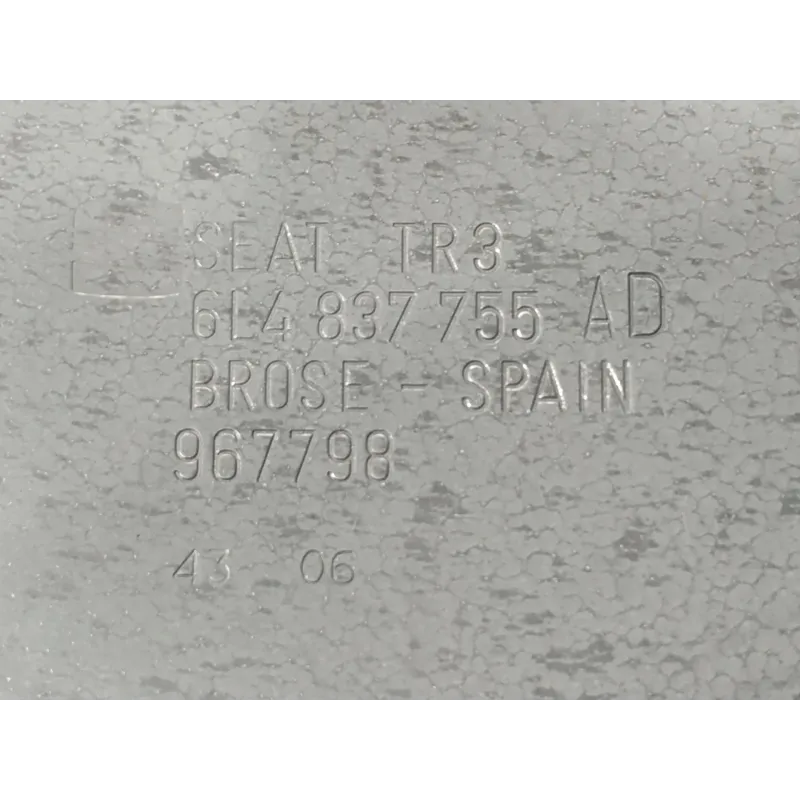 SEAT TR3
6L4 837 755 AD
BROSE - SPAIN
967798
43 06